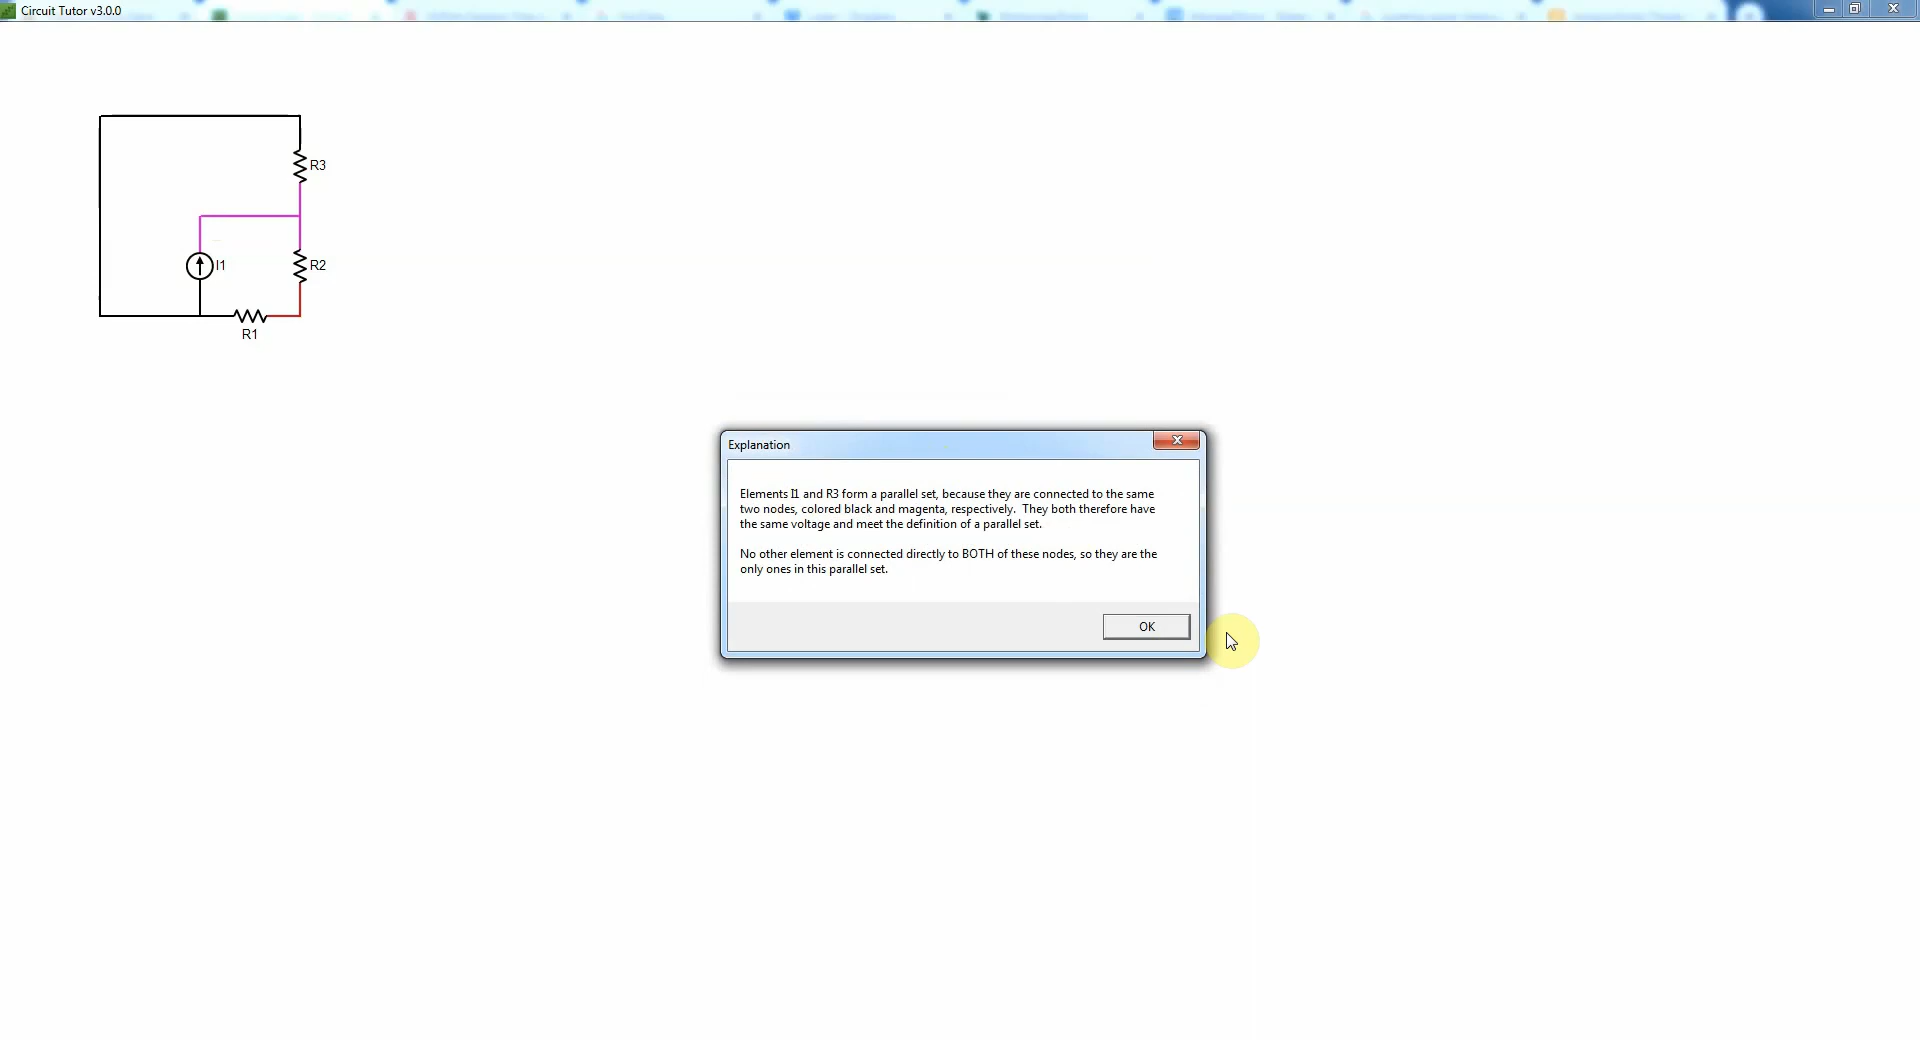 Circuit Tutor v3.0.0
R3
I1
R2
R1
Explanation
Elements I1 and R3 form a parallel set, because they are connected to the same
two nodes, colored black and magenta, respectively.  They both therefore have
the same voltage and meet the definition of a parallel set.
No other element is connected directly to BOTH of these nodes, so they are the
only ones in this parallel set.
OK